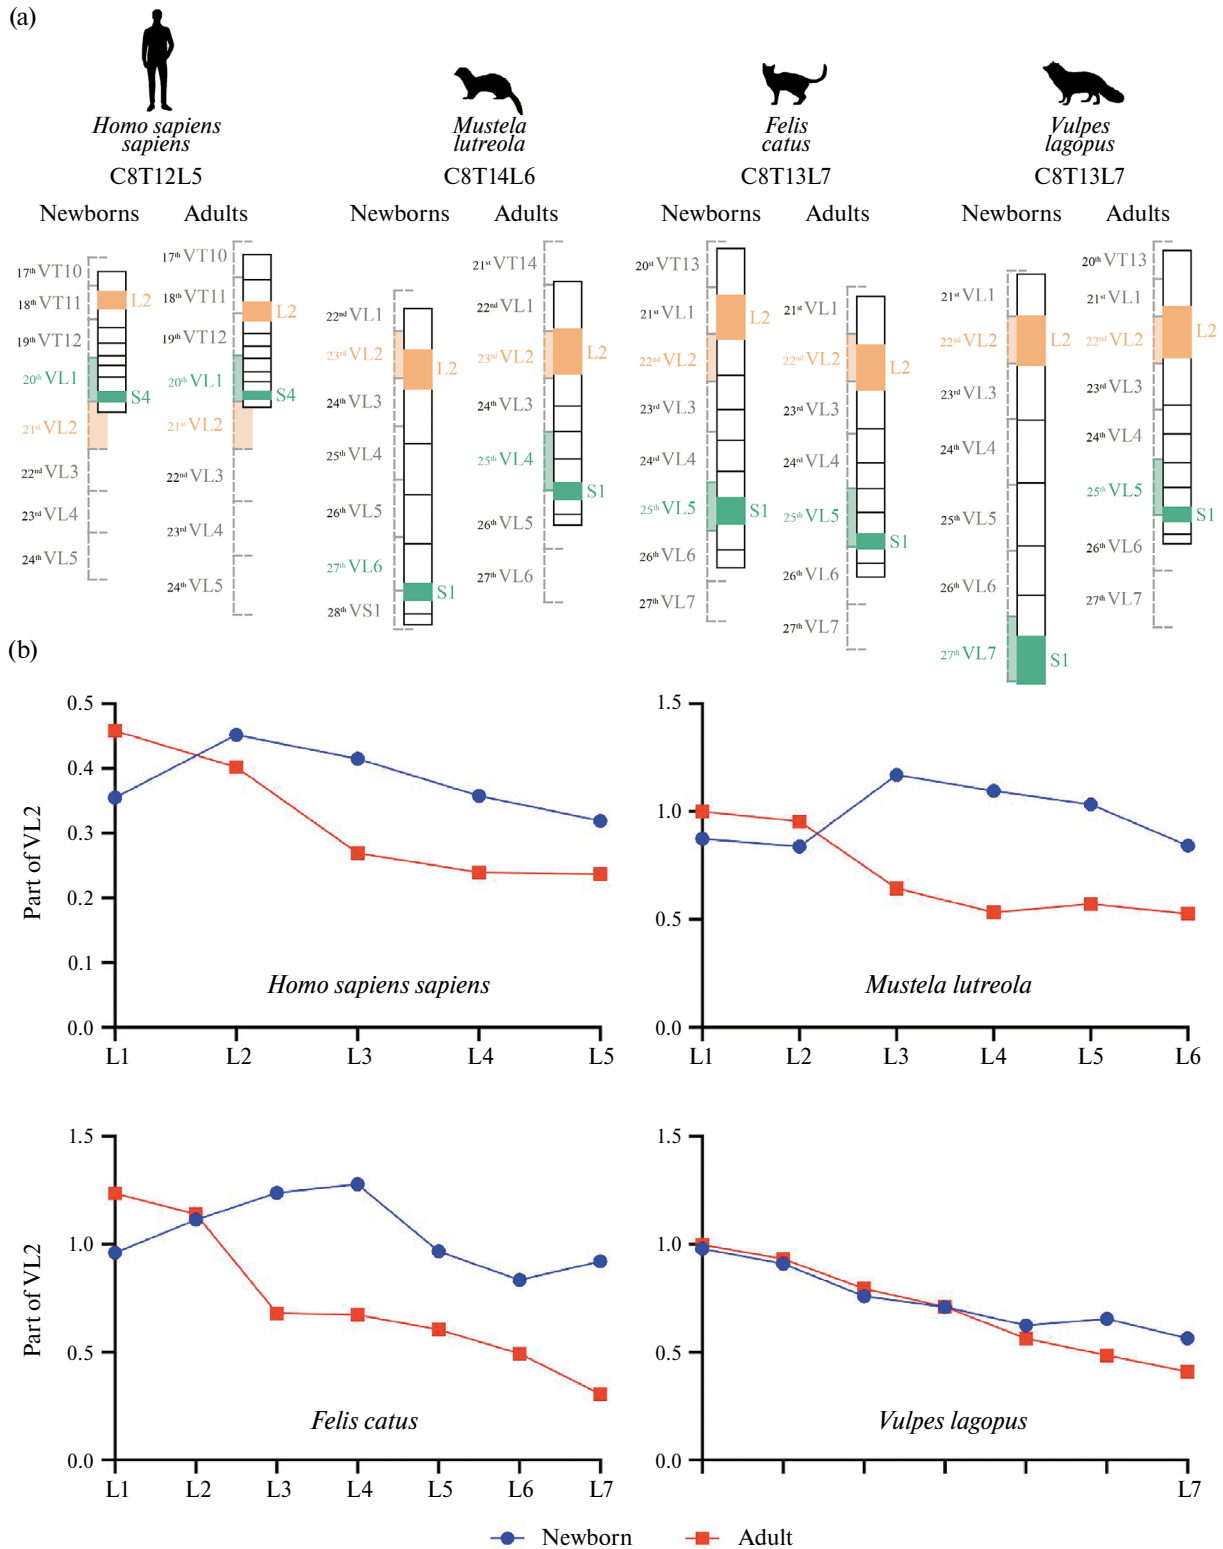 (a)
Homo sapiens
sapiens
C8T12L5
Newborns
Adults
17th VT10
18th VT11
19th VT12
20th VL1
21st VL2
22nd VL3
23rd VL4
24th VL5
L2
S4
17th VT10
18th VT11
19th VT12
20th VL1
21st VL2
22nd VL3
23rd VL4
24th VL5
L2
S4
Mustela
lutreola
C8T14L6
Newborns
Adults
22nd VL1
23rd VL2
24th VL3
25th VL4
26th VL5
27th VL6
28th VS1
L2
S1
21st VT14
22nd VL1
23rd VL2
24th VL3
25th VL4
26th VL5
27th VL6
L2
S1
Felis
catus
C8T13L7
Newborns
Adults
20st VT13
21st VL1
22nd VL2
23rd VL3
24rd VL4
25th VL5
26th VL6
27th VL7
L2
S1
21st VL1
22nd VL2
23rd VL3
24rd VL4
25th VL5
26th VL6
27th VL7
L2
S1
Vulpes
lagopus
C8T13L7
Newborns
Adults
21st VL1
22nd VL2
23rd VL3
24th VL4
25th VL5
26th VL6
27th VL7
L2
S1
20th VT13
21st VL1
22nd VL2
23rd VL3
24th VL4
25th VL5
26th VL6
27th VL7
L2
S1
(b)
Part of VL2
0.5
0.4
0.3
0.2
0.1
0.0
Homo sapiens sapiens
L1 L2 L3 L4 L5
1.5
1.0
0.5
0.0
Mustela lutreola
L1 L2 L3 L4 L5 L6
Part of VL2
1.5
1.0
0.5
0.0
Felis catus
L1 L2 L3 L4 L5 L6 L7
1.5
1.0
0.5
0.0
Vulpes lagopus
L7
Newborn Adult